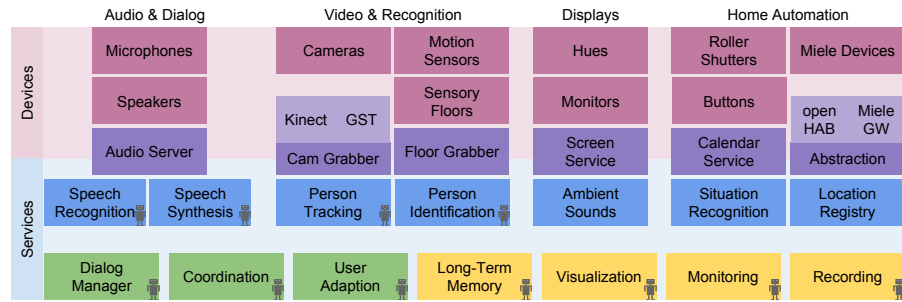 Audio & Dialog
Video & Recognition
Displays
Home Automation
Devices
Microphones
Cameras
Motion
Sensors
Hues
Roller
Shutters
Miele Devices
Speakers
Kinect GST
Sensory
Floors
Monitors
Buttons
open Miele
HAB GW
Audio Server
Cam Grabber
Floor Grabber
Screen
Service
Calendar
Service
Abstraction
Services
Speech
Recognition
Speech
Synthesis
Person
Tracking
Person
Identification
Ambient
Sounds
Situation
Recognition
Location
Registry
Dialog
Manager
Coordination
User
Adaption
Long-Term
Memory
Visualization
Monitoring
Recording